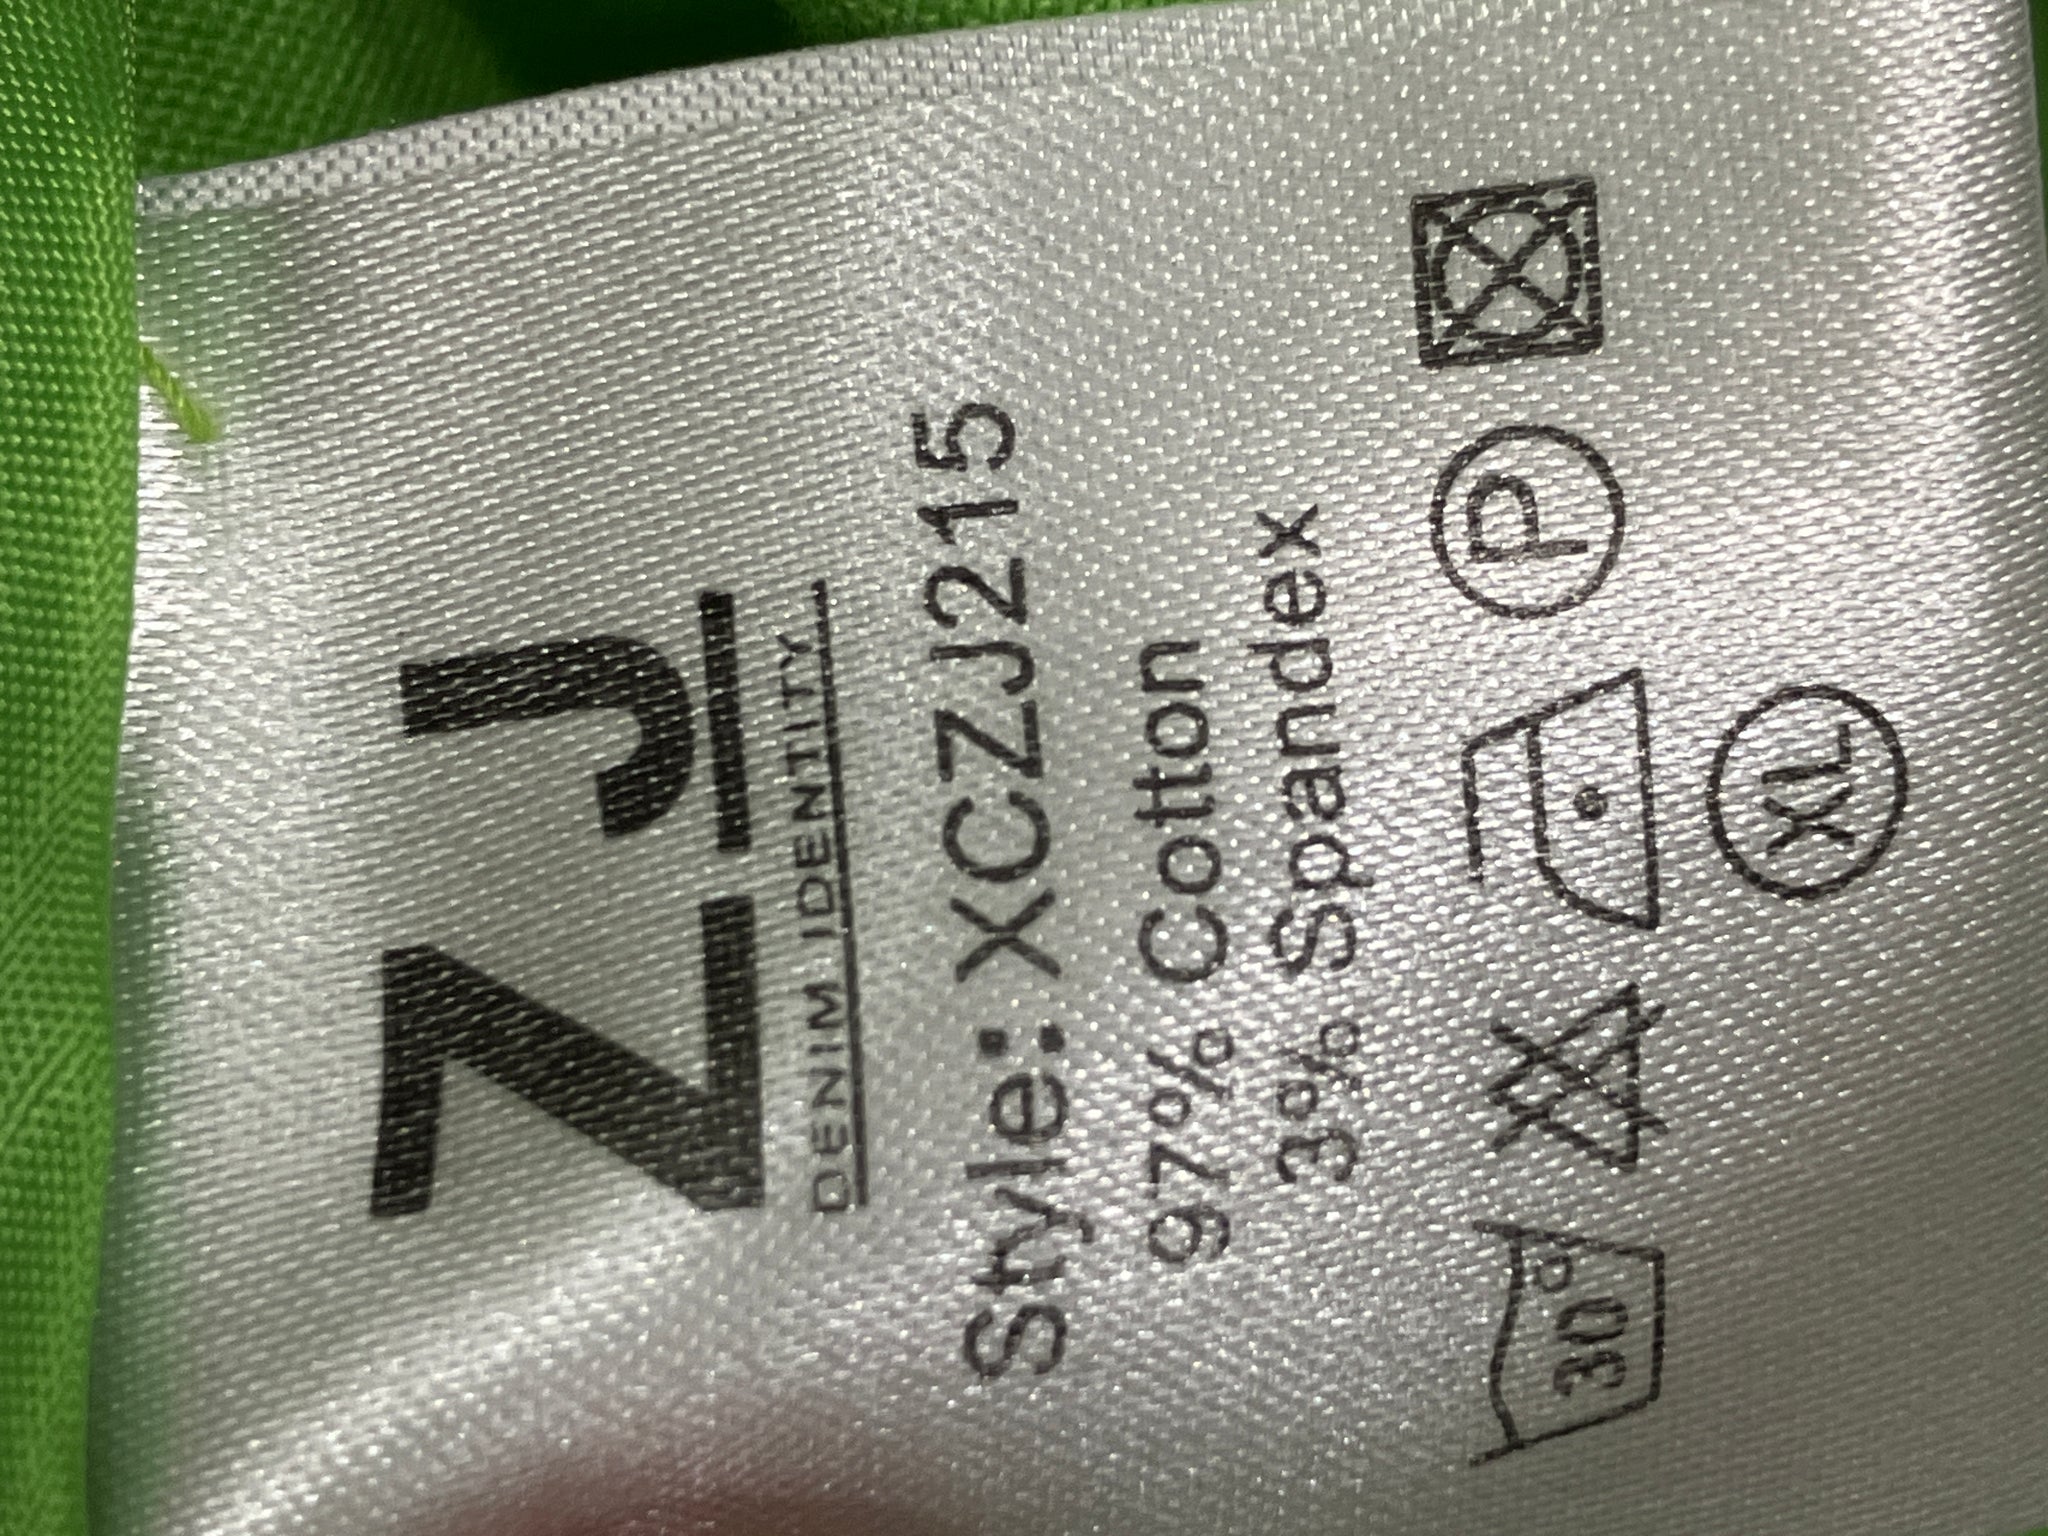 ZJ
DENIM IDENTITY
Style: XCZJ215
97% Cotton
3% Spandex
30° P
XL